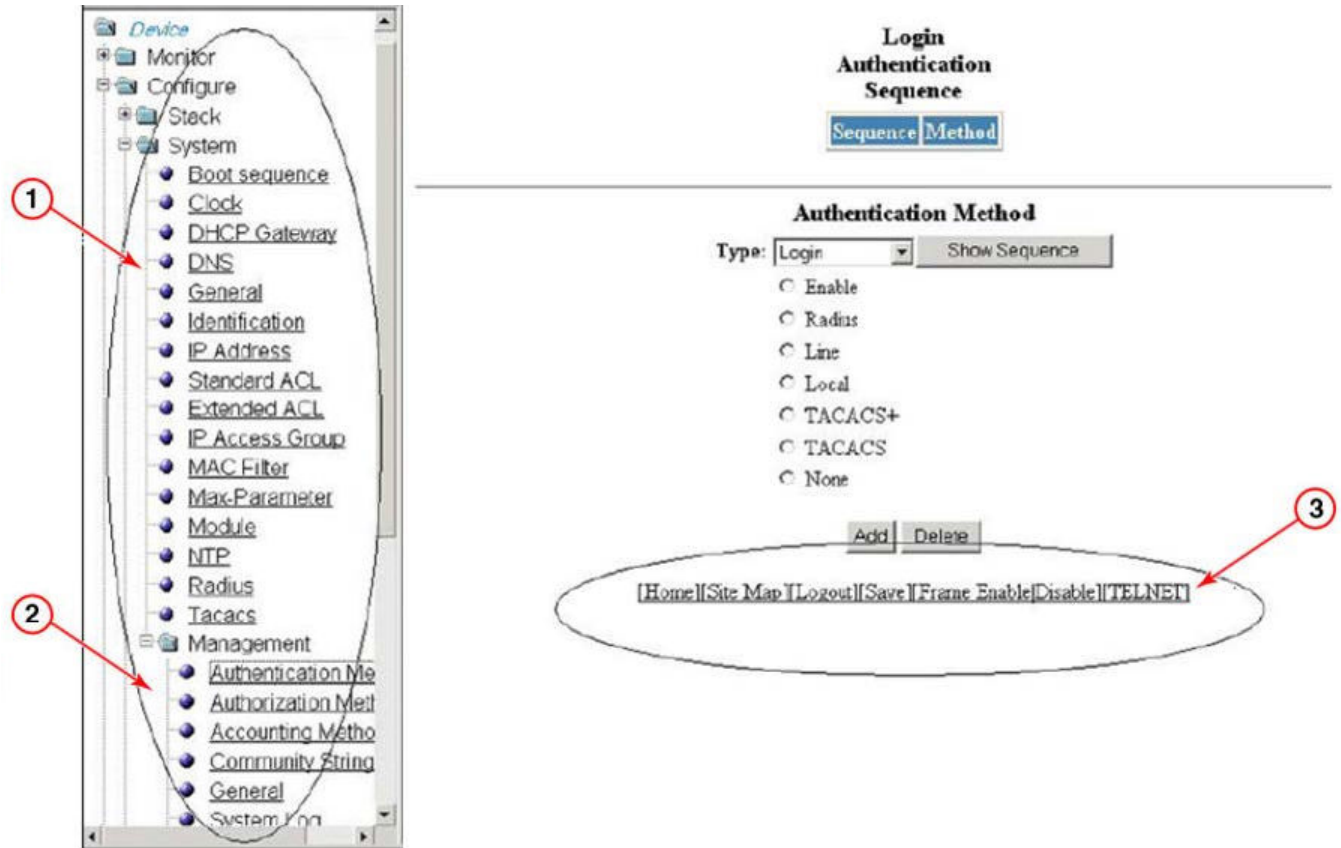 Device
Monitor
Configure
Stack
System
Boot sequence
Clock
DHCP Gateway
DNS
General
Identification
IP Address
Standard ACL
Extended ACL
IP Access Group
MAC Filter
Max-Parameter
Module
NTP
Radius
Tacacs
Management
Authentication Me
Authorization Meth
Accounting Metho
Community String
General
System Log
1
2
Login
Authentication
Sequence
Sequence Method
Authentication Method
Type: Login Show Sequence
Enable
Radius
Line
Local
TACACS+
TACACS
None
Add Delete
3
[Home][Site Map][Logout][Save][Frame Enable|Disable][TELNET]